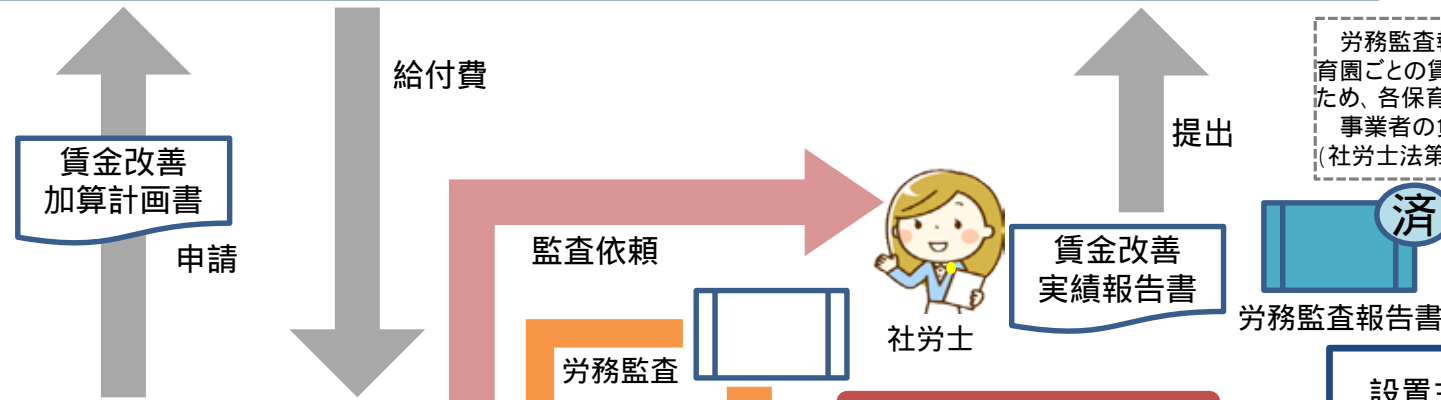 給付費
賃金改善
加算計画書
申請
監査依頼
労務監査
社労士
提出
賃金改善
実績報告書
労務監査
育園ごとの
ため、各保育
事業者の
(社労士法第
済
労務監査報告書
設置